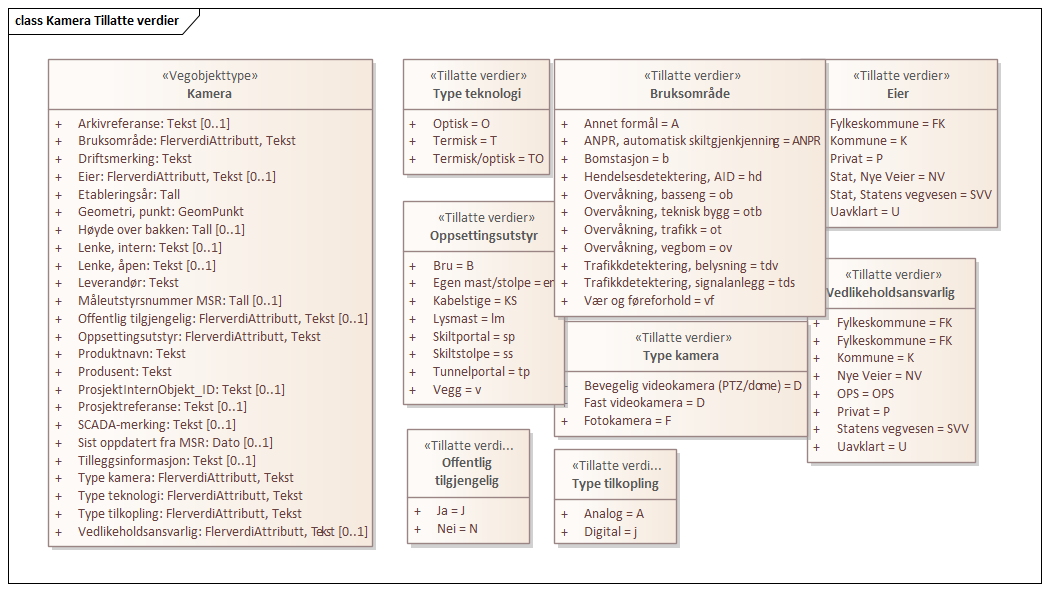 class Kamera Tillatte verdier
«Vegobjekttype»
Kamera
+ Arkivreferanse: Tekst [0..1]
+ Bruksområde: FlerverdiAttributt, Tekst
+ Driftsmerking: Tekst
+ Eier: FlerverdiAttributt, Tekst [0..1]
+ Etableringsår: Tall
+ Geometri, punkt: GeomPunkt
+ Høyde over bakken: Tall [0..1]
+ Lenke, intern: Tekst [0..1]
+ Lenke, åpen: Tekst [0..1]
+ Leverandør: Tekst
+ Måleutstyrsnummer MSR: Tall [0..1]
+ Offentlig tilgjengelig: FlerverdiAttributt, Tekst [0..1]
+ Oppsettingsutstyr: FlerverdiAttributt, Tekst
+ Produktnavn: Tekst
+ Produsent: Tekst
+ ProsjektInternObjekt_ID: Tekst [0..1]
+ Prosjektreferanse: Tekst [0..1]
+ SCADA-merking: Tekst [0..1]
+ Sist oppdatert fra MSR: Dato [0..1]
+ Tilleggsinformasjon: Tekst [0..1]
+ Type kamera: FlerverdiAttributt, Tekst
+ Type teknologi: FlerverdiAttributt, Tekst
+ Type tilkopling: FlerverdiAttributt, Tekst
+ Vedlikeholdsansvarlig: FlerverdiAttributt, Tekst [0..1]
«Tillatte verdier»
Type teknologi
+ Optisk = O
+ Termisk = T
+ Termisk/optisk = TO
«Tillatte verdier»
Oppsettingsutstyr
+ Bru = B
+ Egen mast/stolpe = em
+ Kabelstige = KS
+ Lysmast = lm
+ Skiltportal = sp
+ Skiltstolpe = ss
+ Tunnelportal = tp
+ Vegg = v
«Tillatte verdi...
Offentlig
tilgjengelig
+ Ja = J
+ Nei = N
«Tillatte verdier»
Bruksområde
+ Annet formål = A
+ ANPR, automatisk skiltgjenkjenning = ANPR
+ Bomstasjon = b
+ Hendelsesdetektering, AID = hd
+ Overvåkning, basseng = ob
+ Overvåkning, teknisk bygg = otb
+ Overvåkning, trafikk = ot
+ Overvåkning, vegbom = ov
+ Trafikkdetektering, belysning = tdv
+ Trafikkdetektering, signalanlegg = tds
+ Vær og føreforhold = vf
«Tillatte verdier»
Type kamera
Bevegelig videokamera (PTZ/dome) = D
Fast videokamera = D
+ Fotokamera = F
«Tillatte verdi...
Type tilkopling
+ Analog = A
+ Digital = j
«Tillatte verdier»
Eier
Fylkeskommune = FK
Kommune = K
Privat = P
Stat, Nye Veier = NV
Stat, Statens vegvesen = SVV
Uavklart = U
«Tillatte verdier»
Vedlikeholdsansvarlig
+ Fylkeskommune = FK
+ Fylkeskommune = FK
+ Kommune = K
+ Nye Veier = NV
+ OPS = OPS
+ Privat = P
+ Statens vegvesen = SVV
+ Uavklart = U